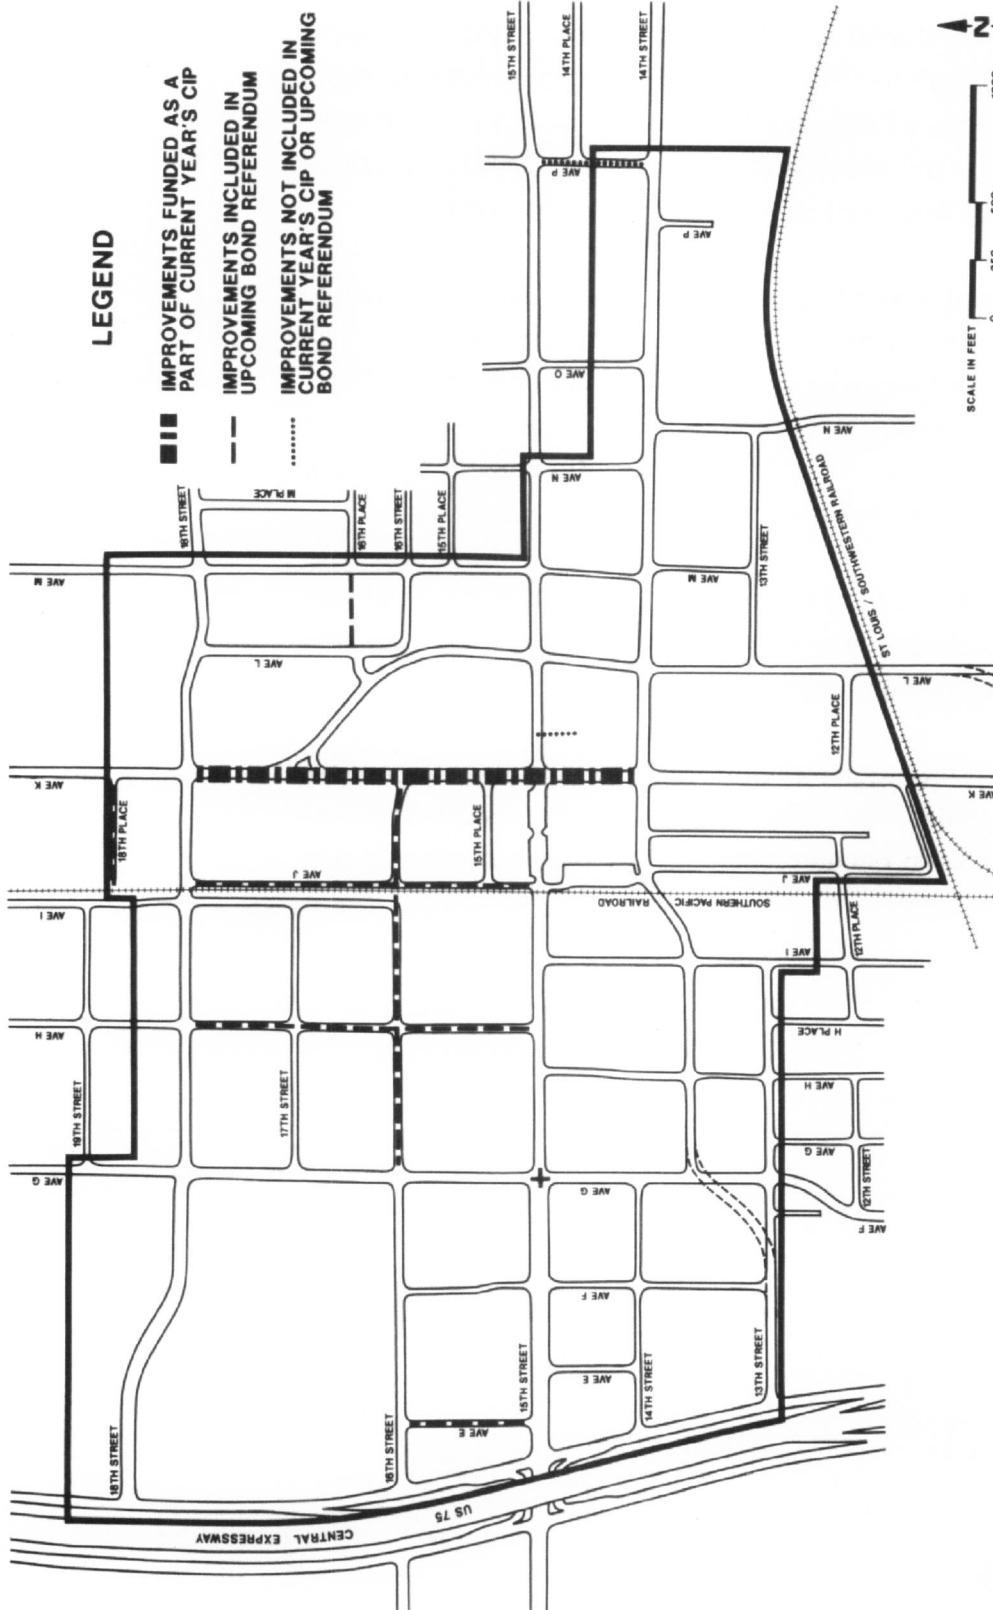 LEGEND
IMPROVEMENTS FUNDED AS A
PART OF CURRENT YEAR'S CIP
IMPROVEMENTS INCLUDED IN
UPCOMING BOND REFERENDUM
IMPROVEMENTS NOT INCLUDED IN
CURRENT YEAR'S CIP OR UPCOMING
BOND REFERENDUM
15TH STREET
14TH PLACE
14TH STREET
N
SCALE IN FEET
0
AVE P
AVE P
AVE O
AVE N
AVE N
M PLACE
18TH STREET
16TH PLACE
16TH STREET
15TH PLACE
AVE M
AVE M
13TH STREET
ST LOUIS / SOUTHWESTERN RAILROAD
AVE L
AVE L
12TH PLACE
AVE K
AVE K
18TH PLACE
15TH PLACE
AVE J
AVE J
SOUTHERN PACIFIC
RAILROAD
AVE I
AVE I
12TH PLACE
AVE H
H PLACE
19TH STREET
17TH STREET
AVE H
AVE G
AVE G
AVE G
12TH STREET
AVE F
AVE F
AVE E
AVE E
18TH STREET
16TH STREET
15TH STREET
14TH STREET
13TH STREET
US 75
CENTRAL EXPRESSWAY